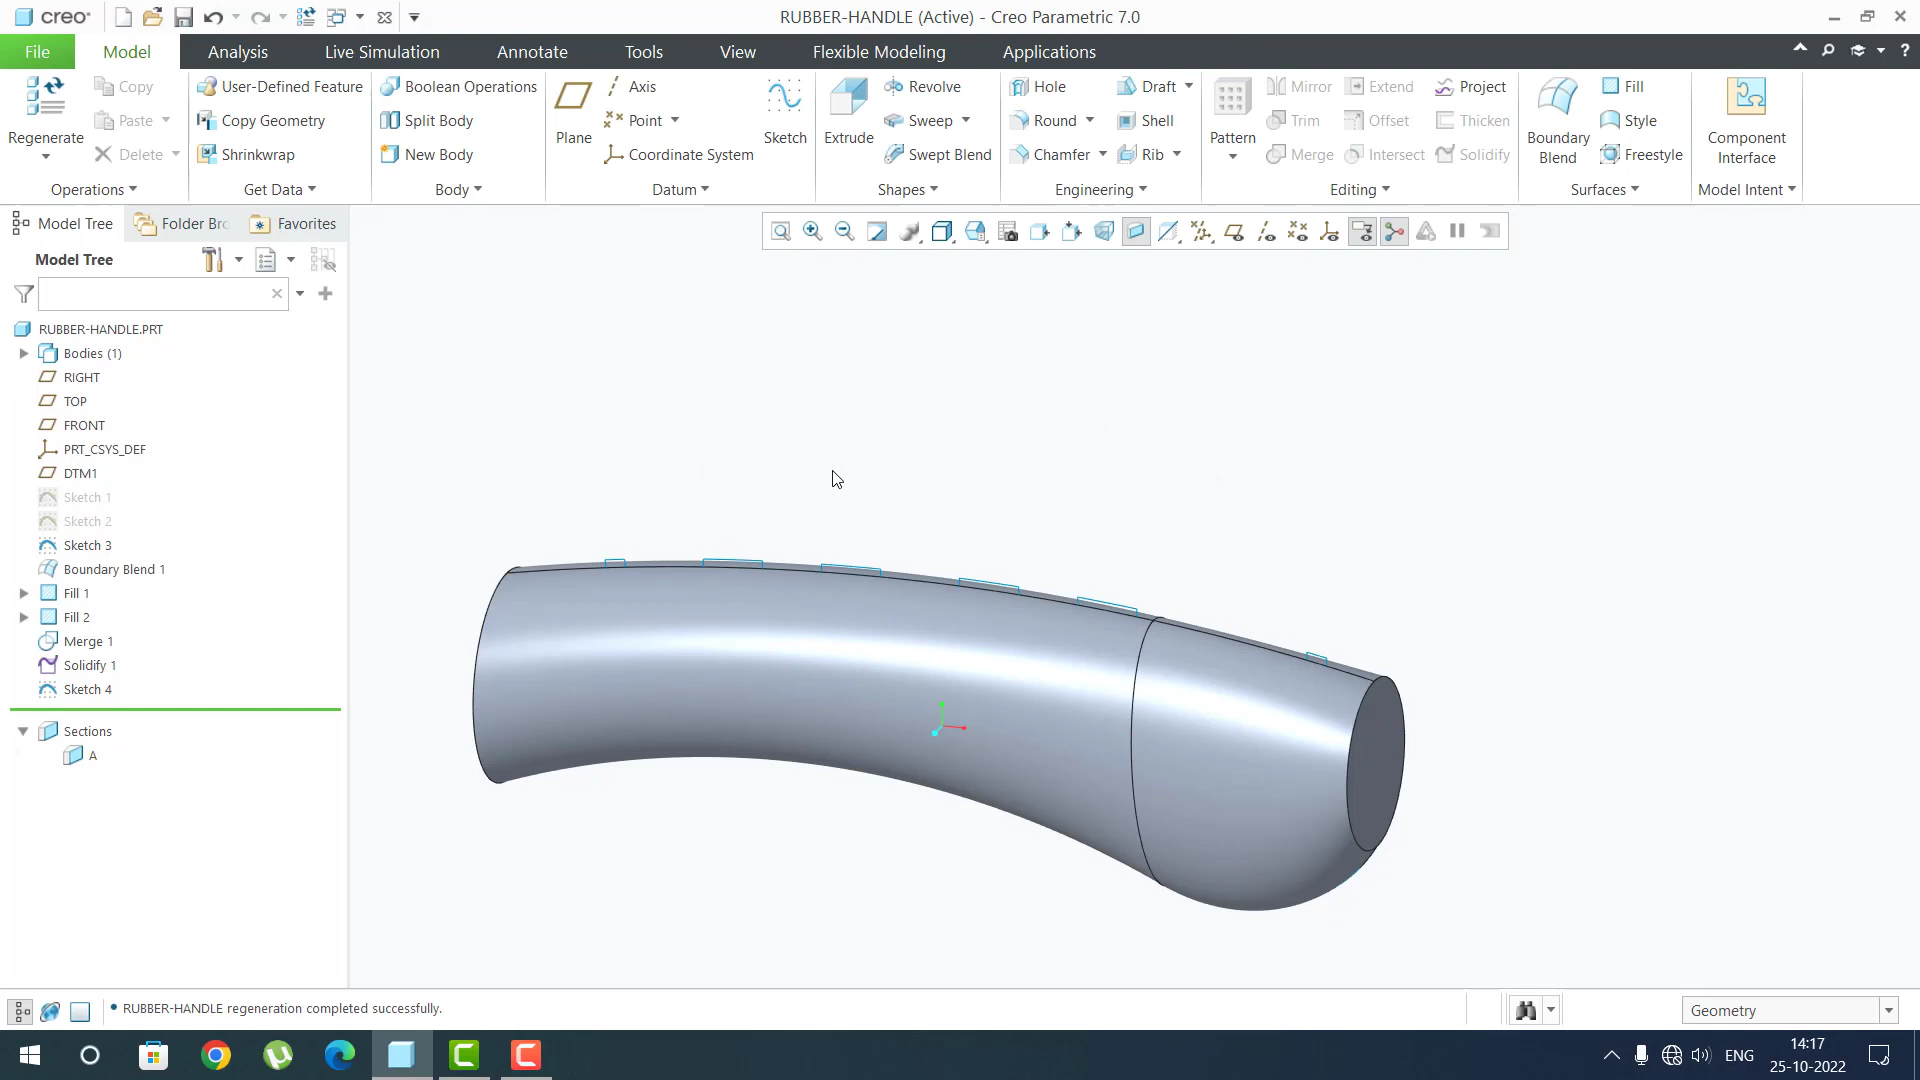 creo
RUBBER-HANDLE (Active) - Creo Parametric 7.0
File Model Analysis Live Simulation Annotate Tools View Flexible Modeling Applications
Regenerate
Copy
Paste
Delete
Operations
User-Defined Feature
Copy Geometry
Shrinkwrap
Get Data
Boolean Operations
Split Body
New Body
Body
Plane
Axis
Point
Coordinate System
Sketch
Datum
Extrude
Revolve
Sweep
Swept Blend
Shapes
Hole
Round
Chamfer
Draft
Shell
Rib
Engineering
Pattern
Mirror
Trim
Merge
Extend
Offset
Intersect
Project
Thicken
Solidify
Editing
Boundary
Blend
Fill
Style
Freestyle
Surfaces
Component
Interface
Model Intent
Model Tree Folder Brc Favorites
Model Tree
RUBBER-HANDLE.PRT
Bodies (1)
RIGHT
TOP
FRONT
PRT_CSYS_DEF
DTM1
Sketch 1
Sketch 2
Sketch 3
Boundary Blend 1
Fill 1
Fill 2
Merge 1
Solidify 1
Sketch 4
Sections
A
RUBBER-HANDLE regeneration completed successfully.
Geometry
ENG
14:17
25-10-2022